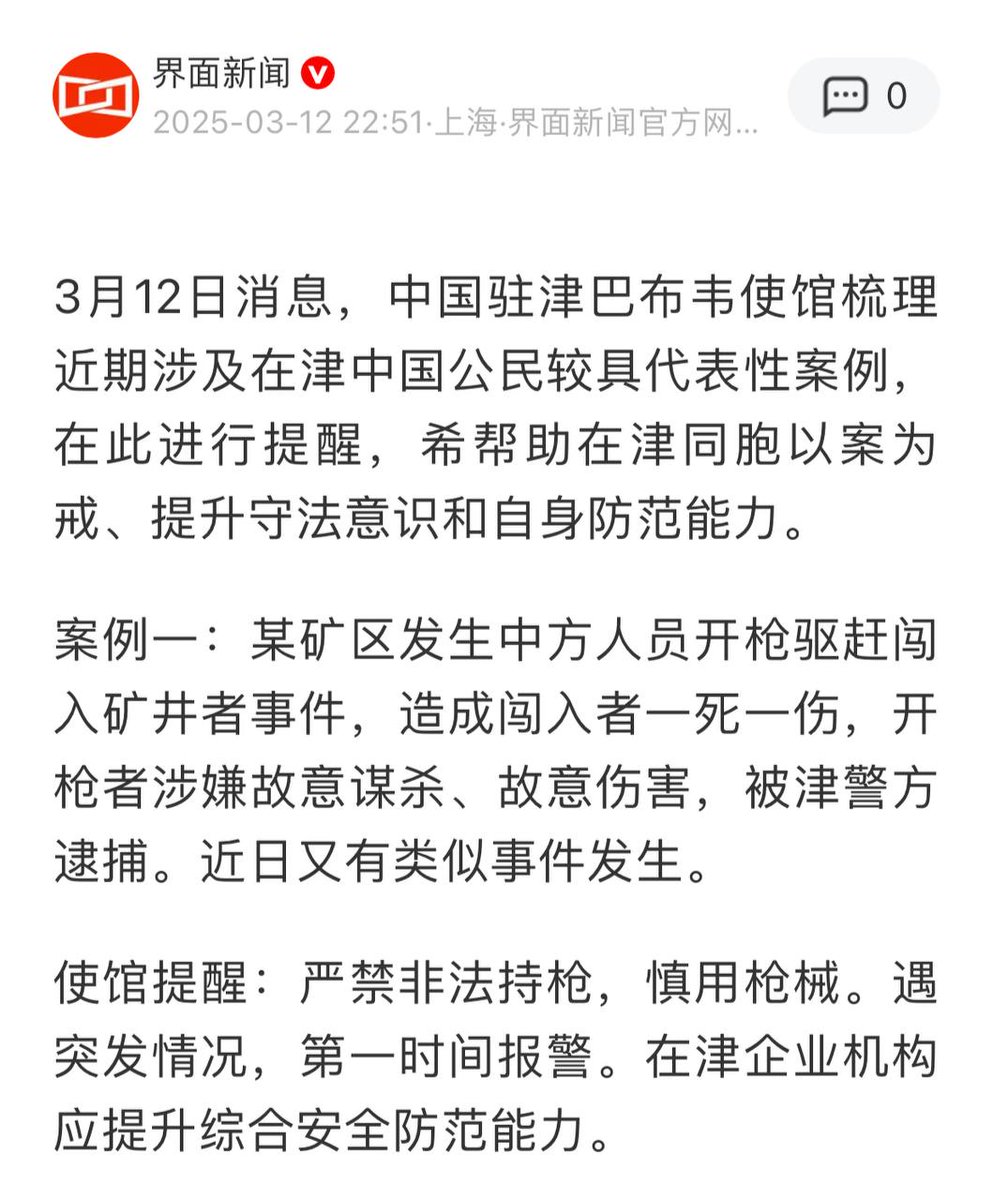 界面新闻
2025-03-12 22:51·上海·界面新闻官方网...
0
3月12日消息，中国驻津巴布韦使馆梳理
近期涉及在津中国公民较具代表性案例，
在此进行提醒，希帮助在津同胞以案为
戒、提升守法意识和自身防范能力。
案例一：某矿区发生中方人员开枪驱赶闯
入矿井者事件，造成闯入者一死一伤，开
枪者涉嫌故意谋杀、故意伤害，被津警方
逮捕。近日又有类似事件发生。
使馆提醒：严禁非法持枪，慎用枪械。遇
突发情况，第一时间报警。在津企业机构
应提升综合安全防范能力。